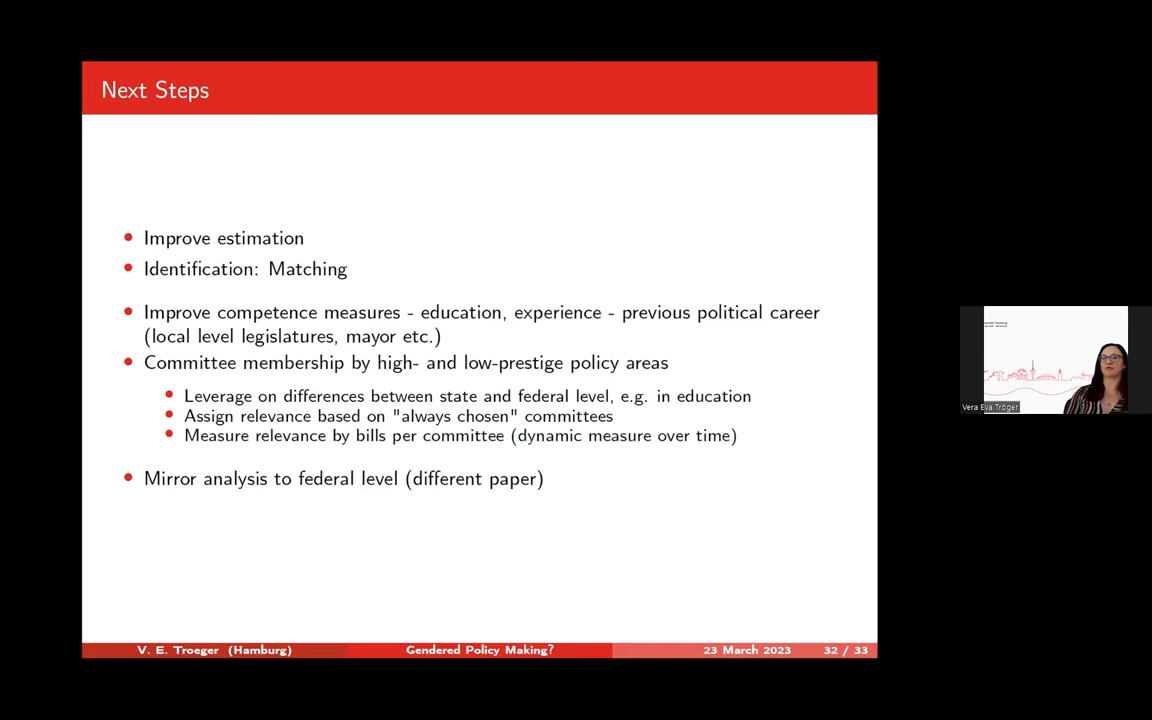 Next Steps
Improve estimation
Identification: Matching
Improve competence measures - education, experience - previous political career
(local level legislatures, mayor etc.)
Committee membership by high- and low-prestige policy areas
Leverage on differences between state and federal level, e.g. in education
Assign relevance based on "always chosen" committees
Measure relevance by bills per committee (dynamic measure over time)
Mirror analysis to federal level (different paper)
V. E. Troeger (Hamburg) Gendered Policy Making? 23 March 2023 32 / 33
Vera Eva Tröger